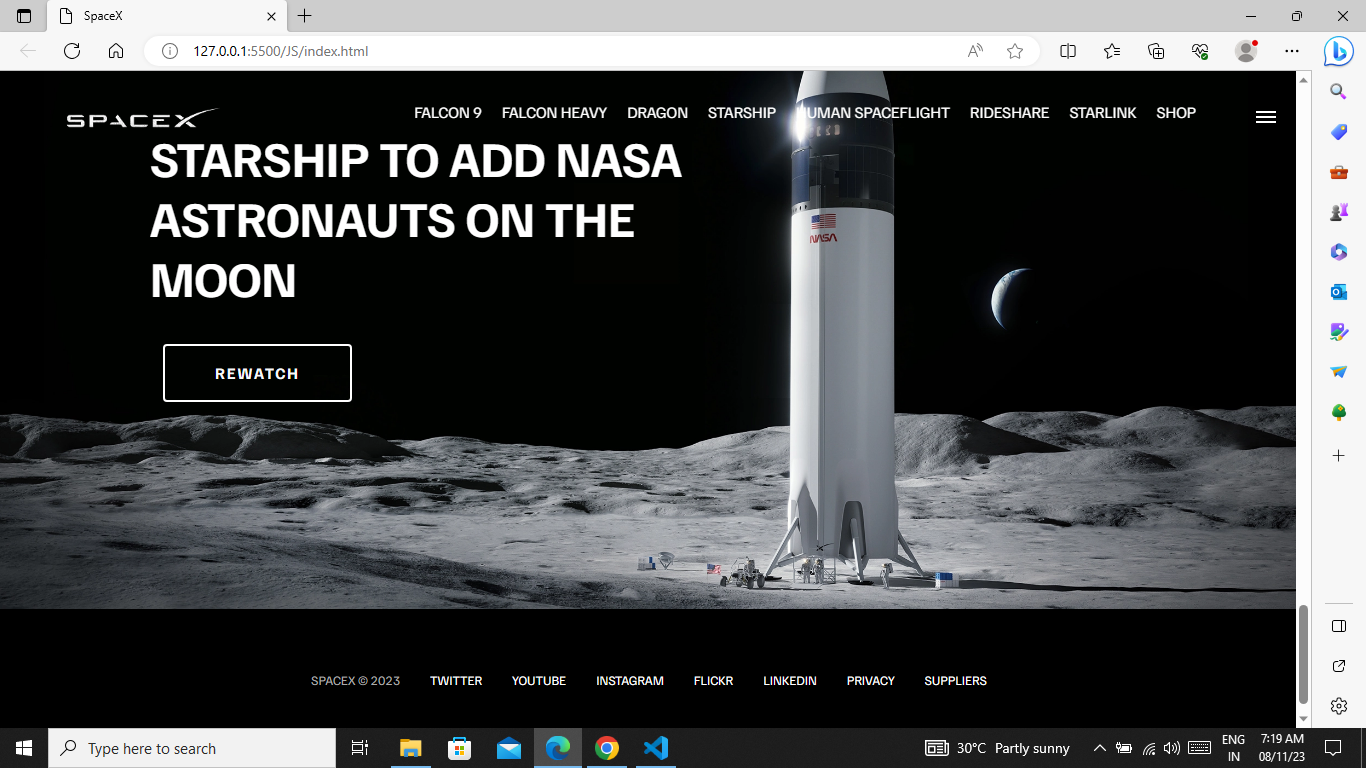 SpaceX
127.0.0.1:5500/JS/index.html
SPACEX
FALCON 9 FALCON HEAVY DRAGON STARSHIP HUMAN SPACEFLIGHT RIDESHARE STARLINK SHOP
STARSHIP TO ADD NASA
ASTRONAUTS ON THE
MOON
NASA
REWATCH
SPACEX © 2023 TWITTER YOUTUBE INSTAGRAM FLICKR LINKEDIN PRIVACY SUPPLIERS
Type here to search
30°C Partly sunny
ENG
IN
7:19 AM
08/11/23